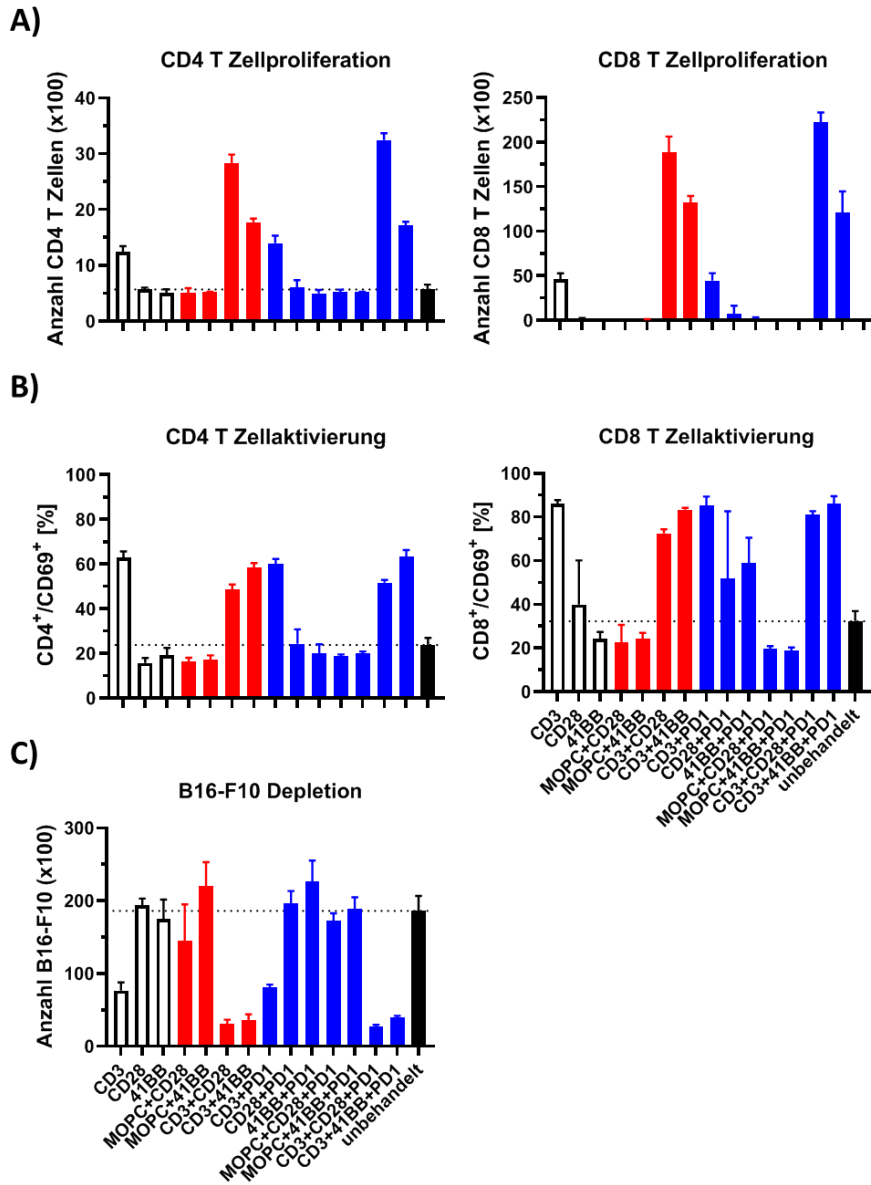 A)
CD4 T Zellproliferation
Anzahl CD4 T Zellen (x100)
40
30
20
10
0
CD8 T Zellproliferation
Anzahl CD8 T Zellen (x100)
250
200
150
100
50
0
B)
CD4 T Zellaktivierung
CD4⁺/CD69⁺ [%]
100
80
60
40
20
0
CD8 T Zellaktivierung
CD8⁺/CD69⁺ [%]
100
80
60
40
20
0
CD3
CD28
41BB
MOPC+CD28
MOPC+41BB
CD3+CD28
CD3+41BB
CD3+PD1
CD28+PD1
41BB+PD1
MOPC+CD28+PD1
MOPC+41BB+PD1
CD3+CD28+PD1
CD3+41BB+PD1
unbehandelt
C)
B16-F10 Depletion
Anzahl B16-F10 (x100)
300
200
100
0
CD3
CD28
41BB
MOPC+CD28
MOPC+41BB
CD3+CD28
CD3+41BB
CD3+PD1
CD28+PD1
41BB+PD1
MOPC+CD28+PD1
MOPC+41BB+PD1
CD3+CD28+PD1
CD3+41BB+PD1
unbehandelt